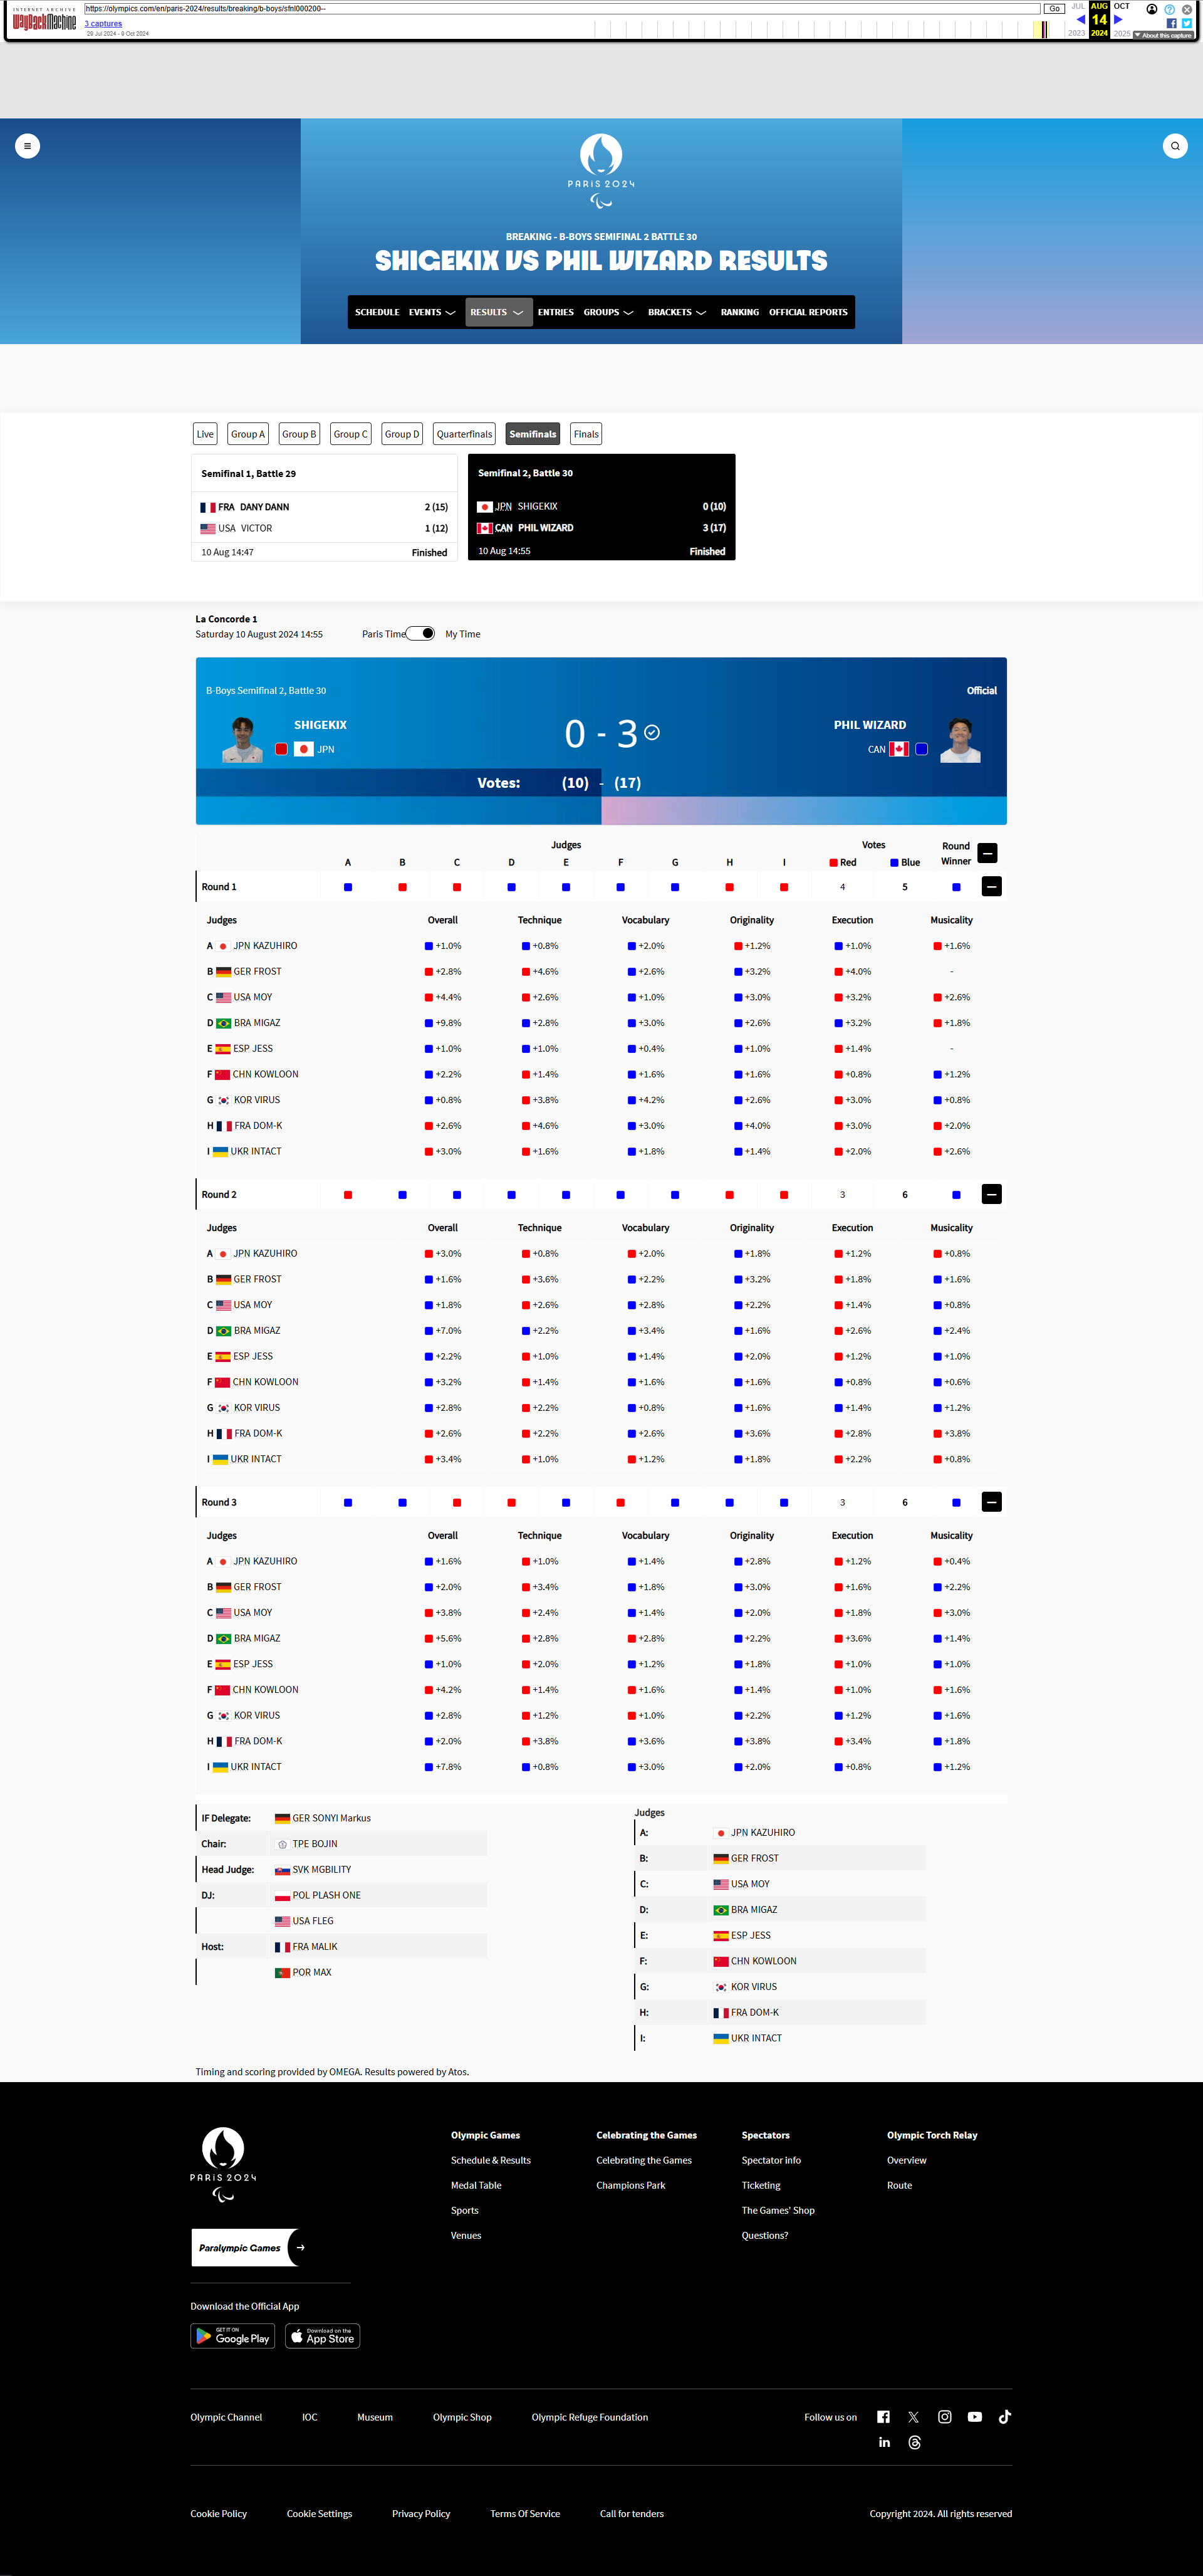 INTERNET ARCHIVE
WayBackMachine
https://olympics.com/en/paris-2024/results/breaking/b-boys/sfnl000200--
Go
JUL AUG OCT
3 captures
14
29 Jul 2024 - 9 Oct 2024
2023 2024 2025
About this capture
PARIS 2024
BREAKING - B-BOYS SEMIFINAL 2 BATTLE 30
SHIGEKIX VS PHIL WIZARD RESULTS
SCHEDULE EVENTS RESULTS ENTRIES GROUPS BRACKETS RANKING OFFICIAL REPORTS
Live Group A Group B Group C Group D Quarterfinals Semifinals Finals
Semifinal 1, Battle 29
FRA DANY DANN 2 (15)
USA VICTOR 1 (12)
10 Aug 14:47 Finished
Semifinal 2, Battle 30
JPN SHIGEKIX 0 (10)
CAN PHIL WIZARD 3 (17)
10 Aug 14:55 Finished
La Concorde 1
Saturday 10 August 2024 14:55 Paris Time My Time
B-Boys Semifinal 2, Battle 30 Official
SHIGEKIX 0 - 3 PHIL WIZARD
JPN CAN
Votes: (10) - (17)
Judges Votes Round Winner
A B C D E F G H I Red Blue
Round 1 4 5
Judges Overall Technique Vocabulary Originality Execution Musicality
A JPN KAZUHIRO +1.0% +0.8% +2.0% +1.2% +1.0% +1.6%
B GER FROST +2.8% +4.6% +2.6% +3.2% +4.0% -
C USA MOY +4.4% +2.6% +1.0% +3.0% +3.2% +2.6%
D BRA MIGAZ +9.8% +2.8% +3.0% +2.6% +3.2% +1.8%
E ESP JESS +1.0% +1.0% +0.4% +1.0% +1.4% -
F CHN KOWLOON +2.2% +1.4% +1.6% +1.6% +0.8% +1.2%
G KOR VIRUS +0.8% +3.8% +4.2% +2.6% +3.0% +0.8%
H FRA DOM-K +2.6% +4.6% +3.0% +4.0% +3.0% +2.0%
I UKR INTACT +3.0% +1.6% +1.8% +1.4% +2.0% +2.6%
Round 2 3 6
Judges Overall Technique Vocabulary Originality Execution Musicality
A JPN KAZUHIRO +3.0% +0.8% +2.0% +1.8% +1.2% +0.8%
B GER FROST +1.6% +3.6% +2.2% +3.2% +1.8% +1.6%
C USA MOY +1.8% +2.6% +2.8% +2.2% +1.4% +0.8%
D BRA MIGAZ +7.0% +2.2% +3.4% +1.6% +2.6% +2.4%
E ESP JESS +2.2% +1.0% +1.4% +2.0% +1.2% +1.0%
F CHN KOWLOON +3.2% +1.4% +1.6% +1.6% +0.8% +0.6%
G KOR VIRUS +2.8% +2.2% +0.8% +1.6% +1.4% +1.2%
H FRA DOM-K +2.6% +2.2% +2.6% +3.6% +2.8% +3.8%
I UKR INTACT +3.4% +1.0% +1.2% +1.8% +2.2% +0.8%
Round 3 3 6
Judges Overall Technique Vocabulary Originality Execution Musicality
A JPN KAZUHIRO +1.6% +1.0% +1.4% +2.8% +1.2% +0.4%
B GER FROST +2.0% +3.4% +1.8% +3.0% +1.6% +2.2%
C USA MOY +3.8% +2.4% +1.4% +2.0% +1.8% +3.0%
D BRA MIGAZ +5.6% +2.8% +2.8% +2.2% +3.6% +1.4%
E ESP JESS +1.0% +2.0% +1.2% +1.8% +1.0% +1.0%
F CHN KOWLOON +4.2% +1.4% +1.6% +1.4% +1.0% +1.6%
G KOR VIRUS +2.8% +1.2% +1.0% +2.2% +1.2% +1.6%
H FRA DOM-K +2.0% +3.8% +3.6% +3.8% +3.4% +1.8%
I UKR INTACT +7.8% +0.8% +3.0% +2.0% +0.8% +1.2%
IF Delegate: GER SONYI Markus
Chair: TPE BOJIN
Head Judge: SVK MGBILITY
DJ: POL PLASH ONE
USA FLEG
Host: FRA MALIK
POR MAX
Judges
A: JPN KAZUHIRO
B: GER FROST
C: USA MOY
D: BRA MIGAZ
E: ESP JESS
F: CHN KOWLOON
G: KOR VIRUS
H: FRA DOM-K
I: UKR INTACT
Timing and scoring provided by OMEGA. Results powered by Atos.
PARIS 2024
Paralympic Games
Download the Official App
GET IT ON Google Play
Download on the App Store
Olympic Games
Schedule & Results
Medal Table
Sports
Venues
Celebrating the Games
Celebrating the Games
Champions Park
Spectators
Spectator info
Ticketing
The Games' Shop
Questions?
Olympic Torch Relay
Overview
Route
Olympic Channel IOC Museum Olympic Shop Olympic Refuge Foundation Follow us on
Cookie Policy Cookie Settings Privacy Policy Terms Of Service Call for tenders Copyright 2024. All rights reserved